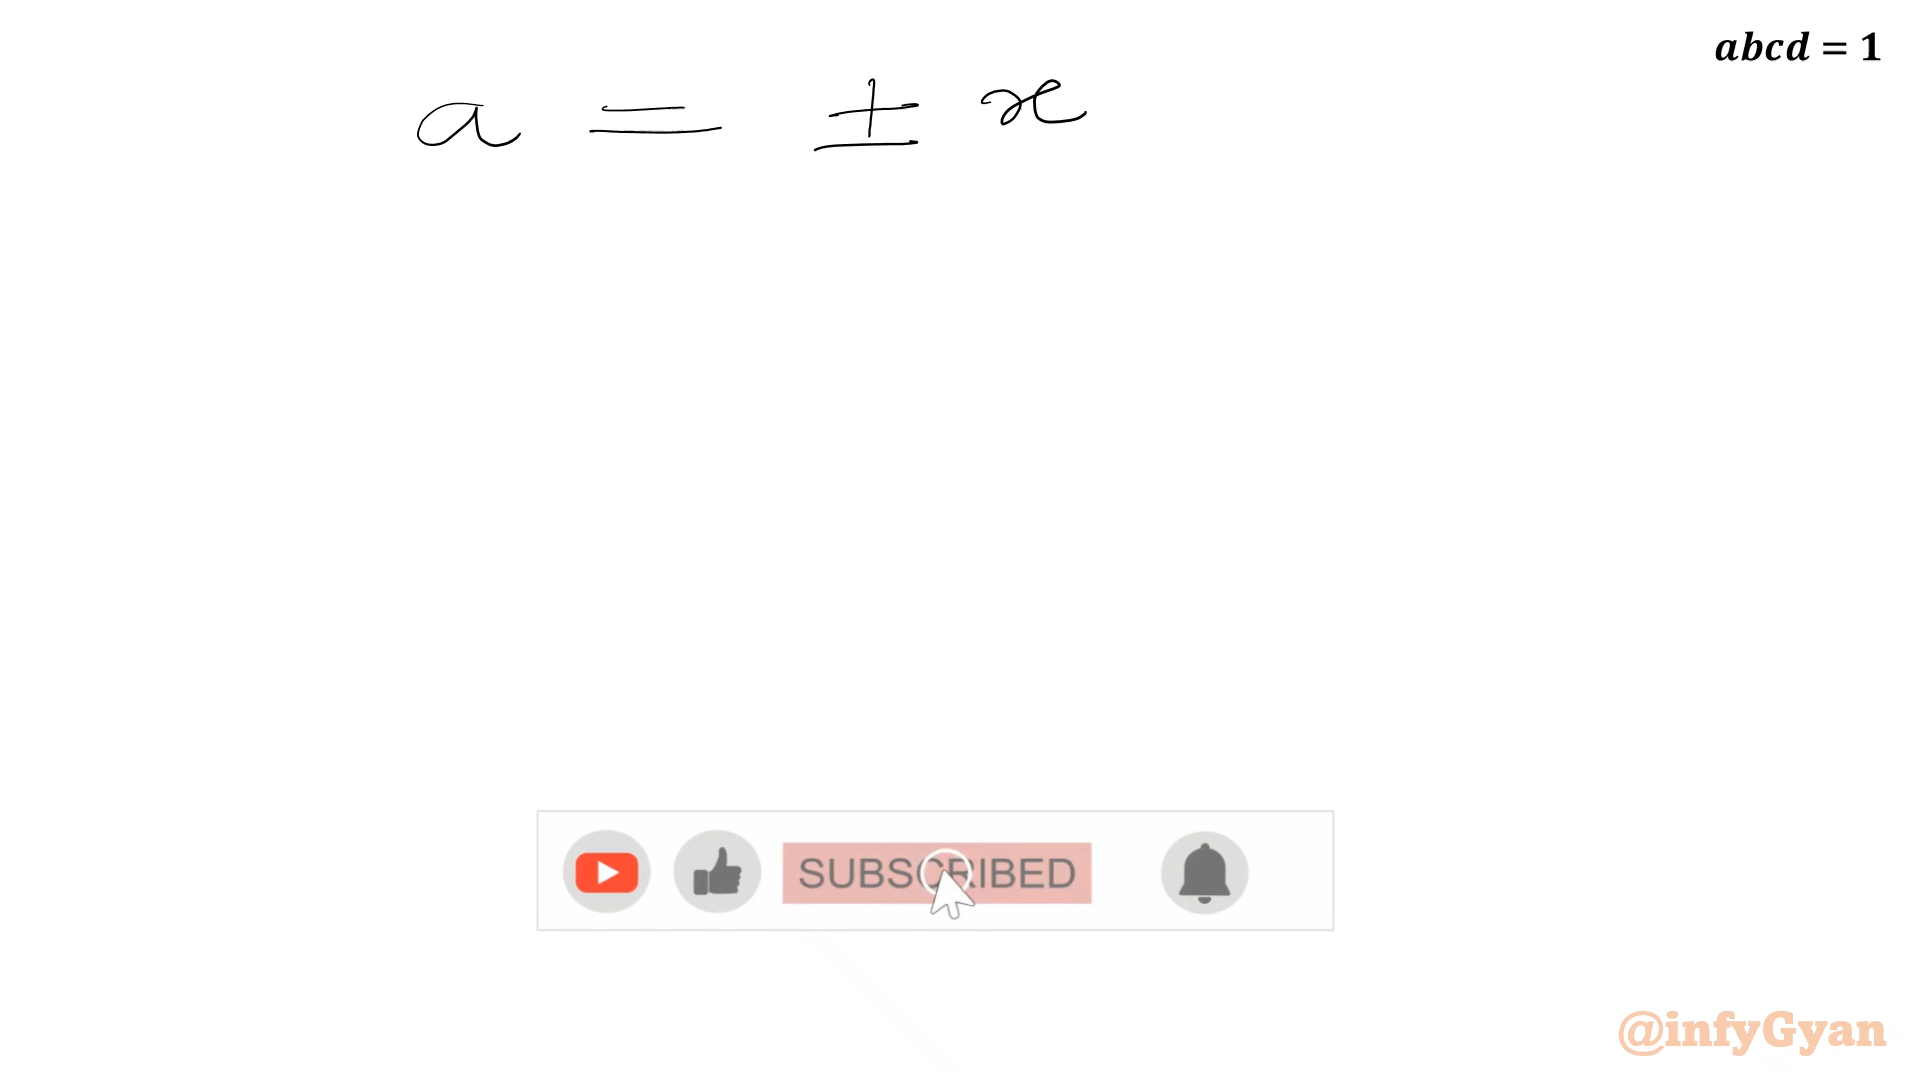 abcd = 1
a = ± x
SUBSCRIBED
@infyGyan